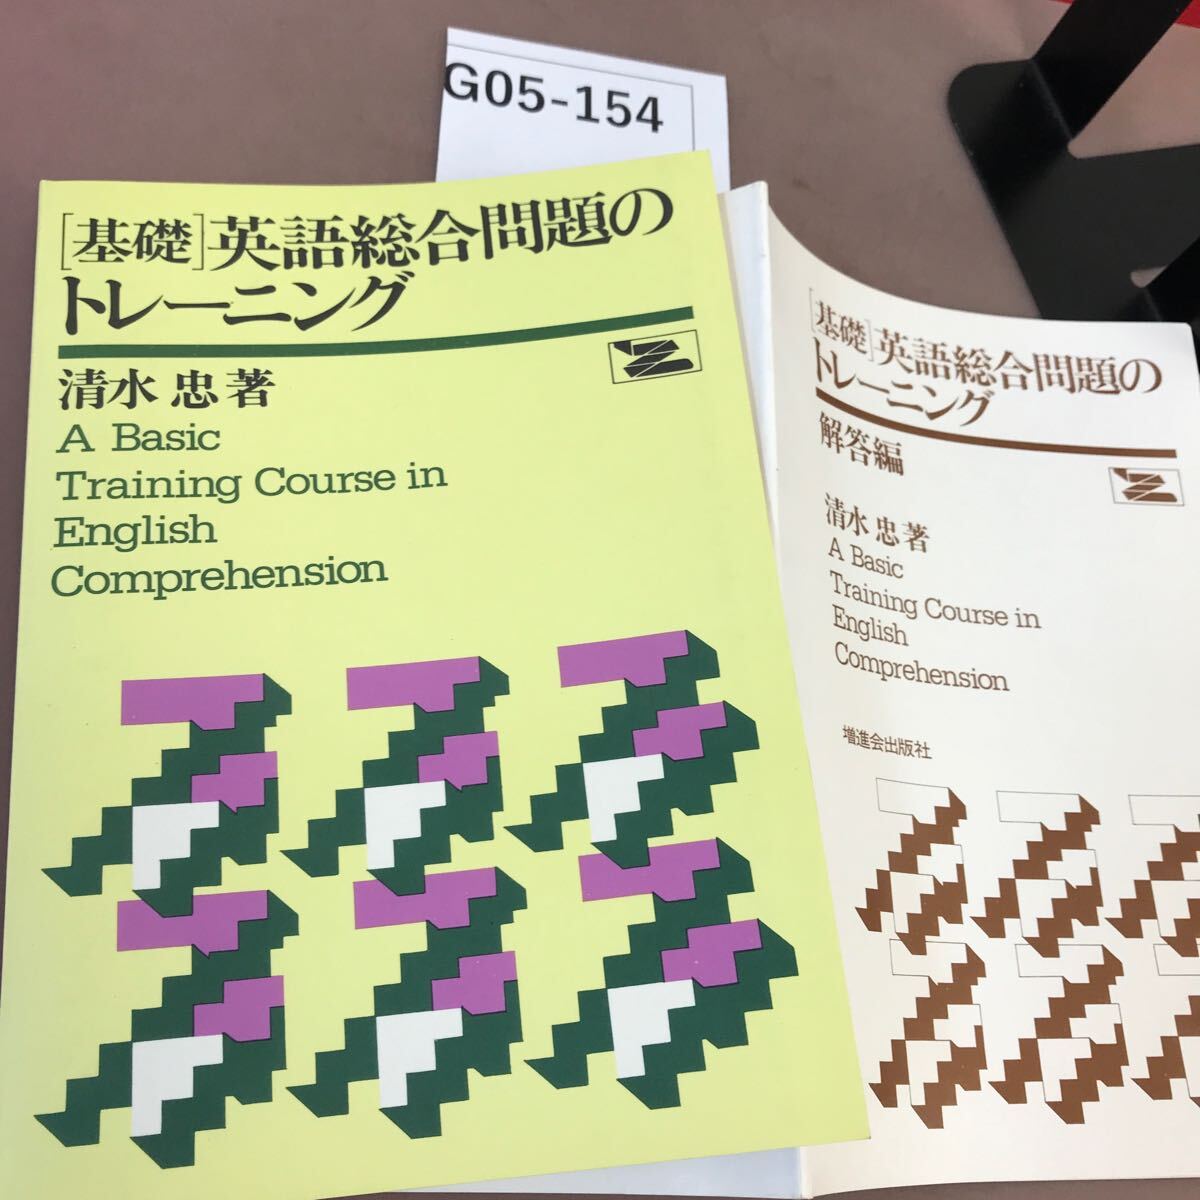 G05-154
[基礎]英語総合問題の
トレーニング
清水 忠 著
A Basic
Training Course in
English
Comprehension
[基礎]英語総合問題の
トレーニング
解答編
清水 忠 著
A Basic
Training Course in
English
Comprehension
増進会出版社